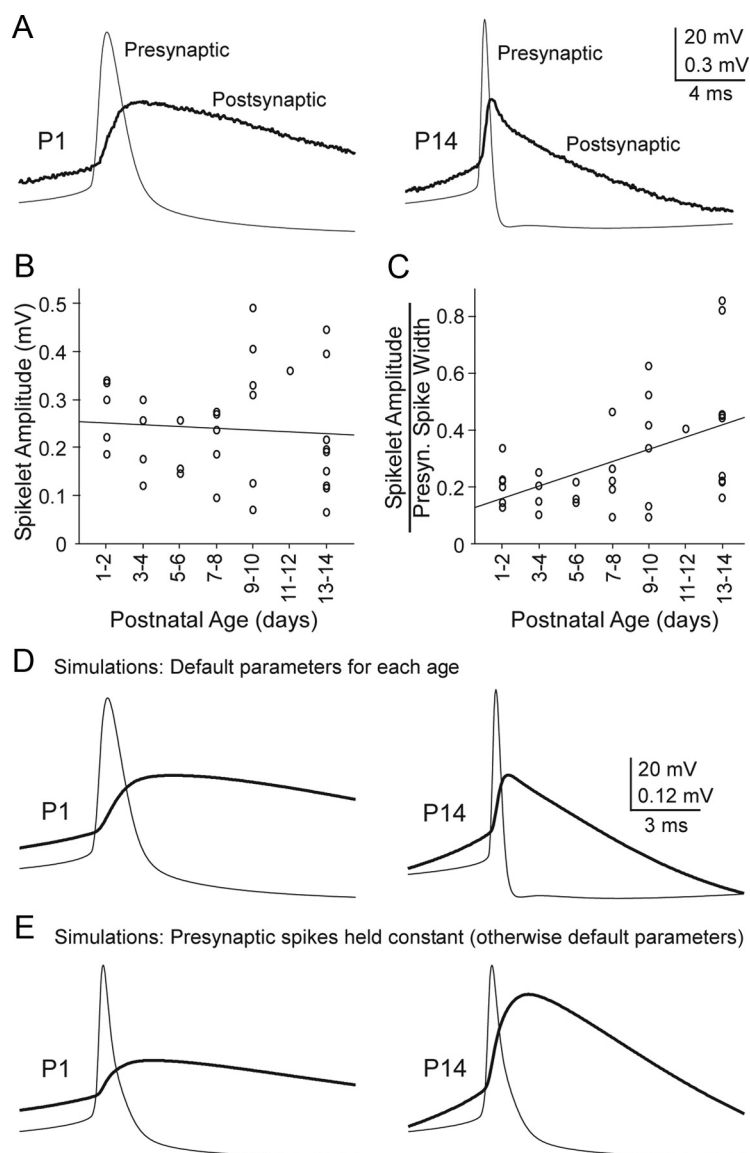 A
Presynaptic
Postsynaptic
P1
Presynaptic
Postsynaptic
P14
20 mV
0.3 mV
4 ms
B
Spikelet Amplitude (mV)
0.5
0.4
0.3
0.2
0.1
0
1-2
3-4
5-6
7-8
9-10
11-12
13-14
Postnatal Age (days)
C
Spikelet Amplitude
Presyn. Spike Width
0.8
0.6
0.4
0.2
0
1-2
3-4
5-6
7-8
9-10
11-12
13-14
Postnatal Age (days)
D Simulations: Default parameters for each age
P1
P14
20 mV
0.12 mV
3 ms
E Simulations: Presynaptic spikes held constant (otherwise default parameters)
P1
P14